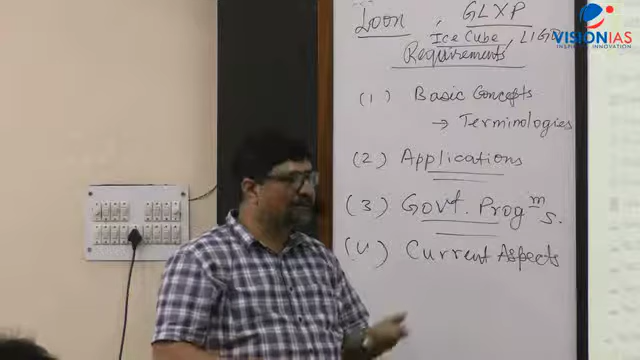 Loon , GLXP
Ice Cube , LIGO
Requirements
(1) Basic Concepts
→ Terminologies
(2) Applications
(3) Govt. Progms.
(4) Current Aspects
VISIONIAS
INSPIRING INNOVATION